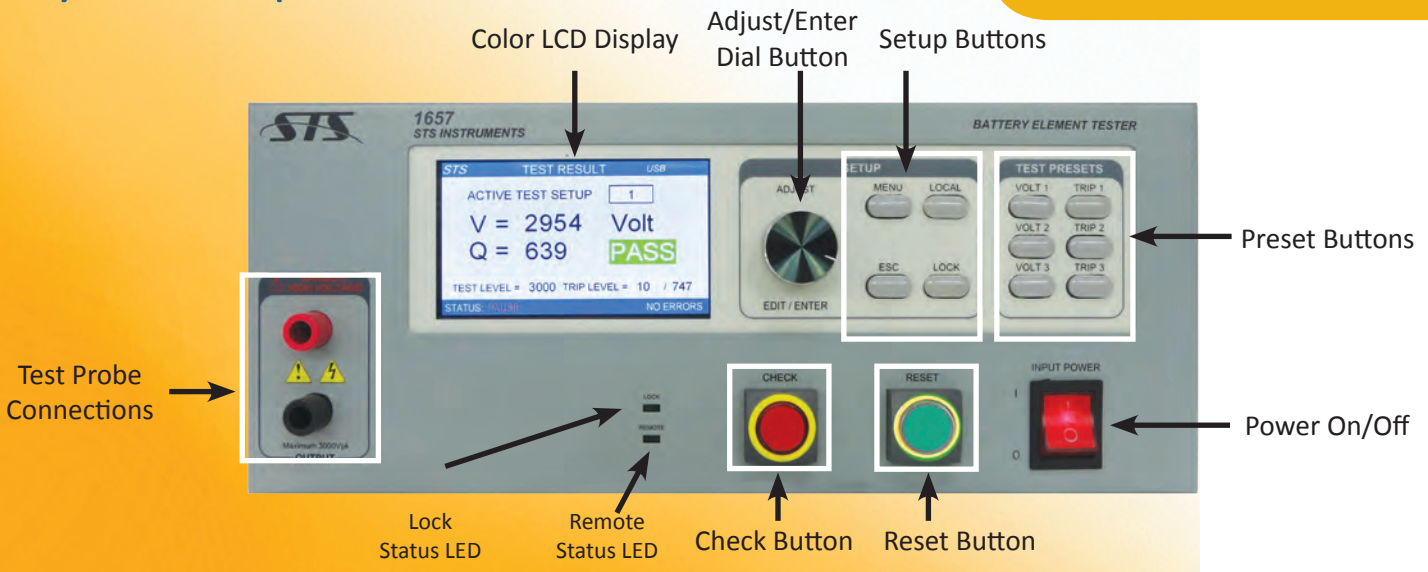 Color LCD Display
Adjust/Enter
Dial Button
Setup Buttons
STS
1657
STS INSTRUMENTS
BATTERY ELEMENT TESTER
STS TEST RESULT USB
ACTIVE TEST SETUP 1
V = 2954 Volt
Q = 639 PASS
TEST LEVEL = 3000 TRIP LEVEL = 10 / 747
STATUS: NO ERRORS
SETUP
ADJUST
EDIT / ENTER
MENU LOCAL
ESC LOCK
TEST PRESETS
VOLT 1 TRIP 1
VOLT 2 TRIP 2
VOLT 3 TRIP 3
Preset Buttons
Test Probe
Connections
Maximum 3000Vpk
OUTPUT
LOCK
REMOTE
CHECK
RESET
INPUT POWER
I
O
Power On/Off
Lock
Status LED
Remote
Status LED
Check Button
Reset Button